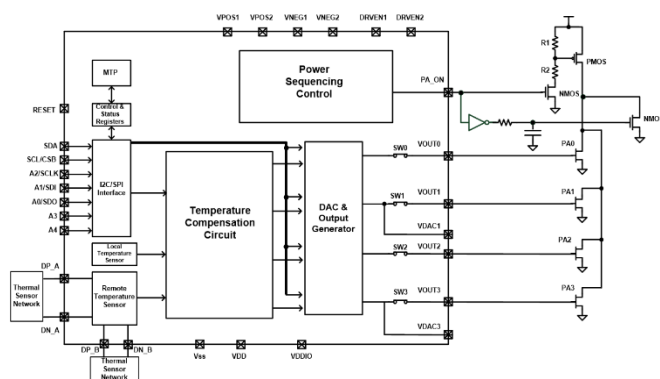 VPOS1 VPOS2 VNEG1 VNEG2 DRVEN1 DRVEN2
R1
PMOS
R2
MTP
Power
Sequencing
Control
PA_ON
NMOS
RESET
Control &
Status
Registers
NMO
SDA
SCL/CSB
A2/SCLK
A1/SDI
A0/SDO
A3
A4
I2C/SPI
Interface
Temperature
Compensation
Circuit
DAC &
Output
Generator
SW0 VOUT0 PA0
SW1 VOUT1 PA1
VDAC1
SW2 VOUT2 PA2
SW3 VOUT3 PA3
VDAC3
Local
Temperature
Sensor
Remote
Temperature
Sensor
DP_A
Thermal
Sensor
Network
DN_A
DP_B DN_B
Vss VDD VDDIO
Thermal
Sensor Network